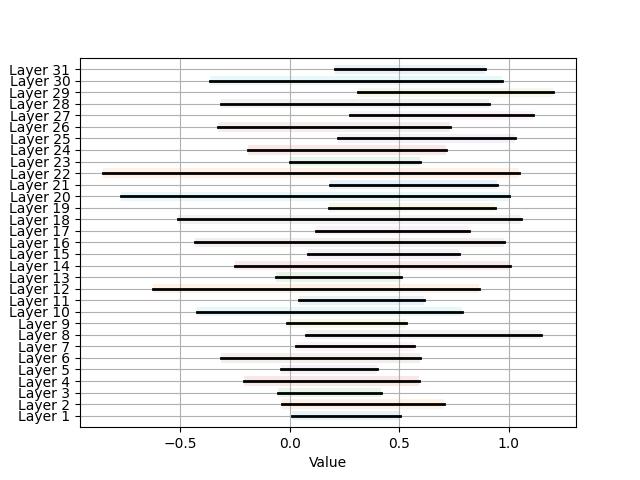 Layer 31
Layer 30
Layer 29
Layer 28
Layer 27
Layer 26
Layer 25
Layer 24
Layer 23
Layer 22
Layer 21
Layer 20
Layer 19
Layer 18
Layer 17
Layer 16
Layer 15
Layer 14
Layer 13
Layer 12
Layer 11
Layer 10
Layer 9
Layer 8
Layer 7
Layer 6
Layer 5
Layer 4
Layer 3
Layer 2
Layer 1
−0.5 0.0 0.5 1.0
Value